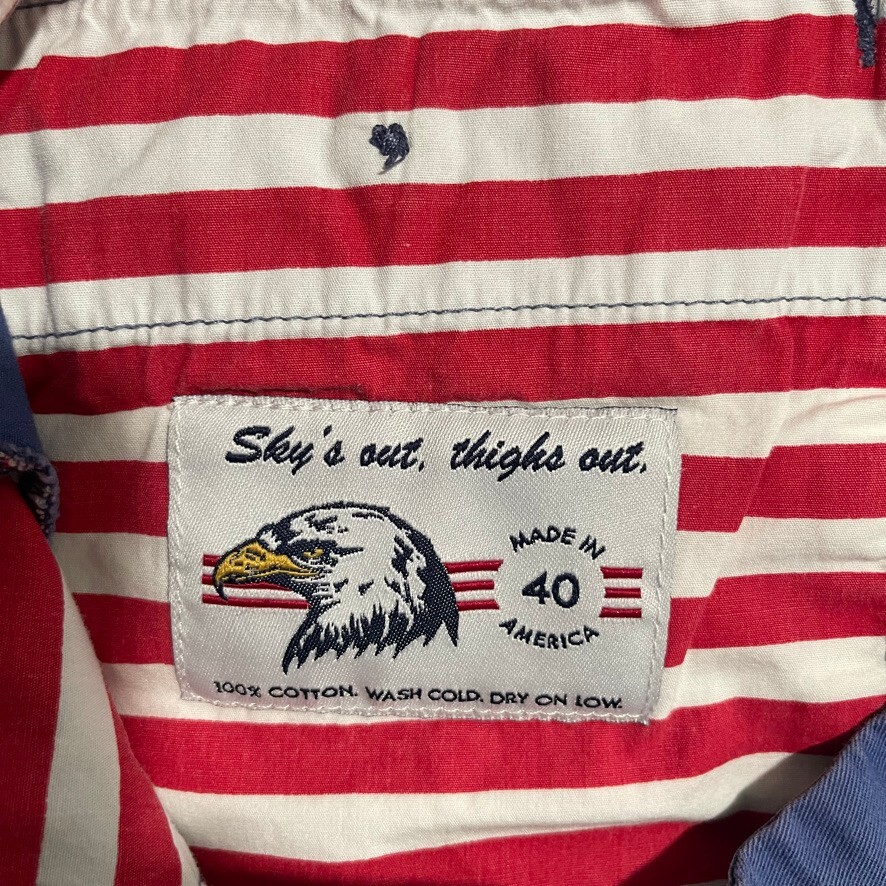 Sky's out, thighs out.
MADE IN
40
AMERICA
100% COTTON. WASH COLD. DRY ON LOW.